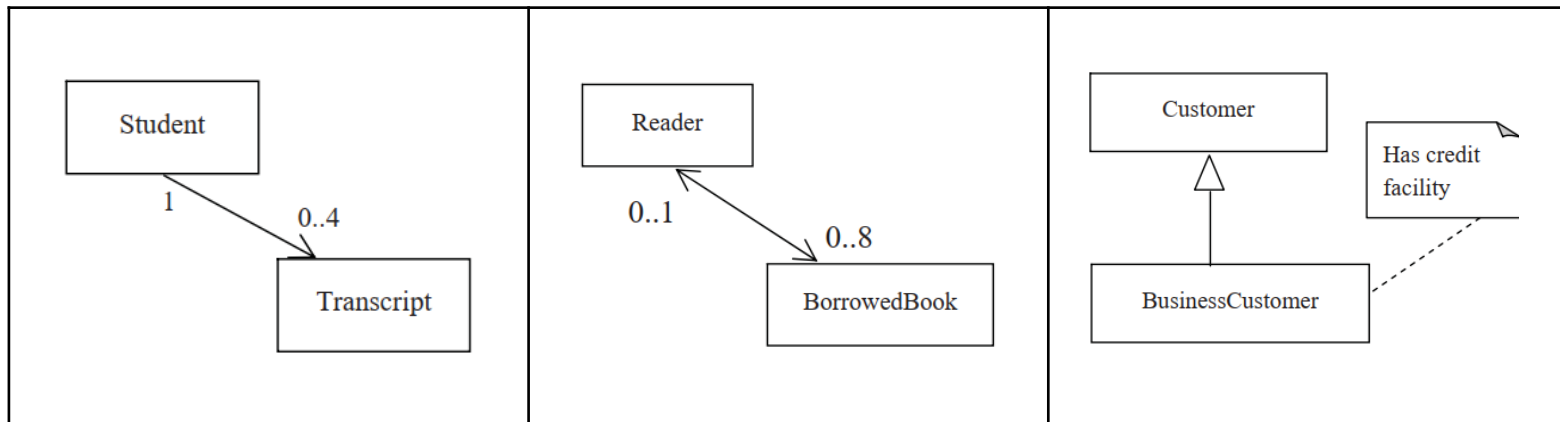 Student
1
0..4
Transcript
Reader
0..1
0..8
BorrowedBook
Customer
Has credit
facility
BusinessCustomer